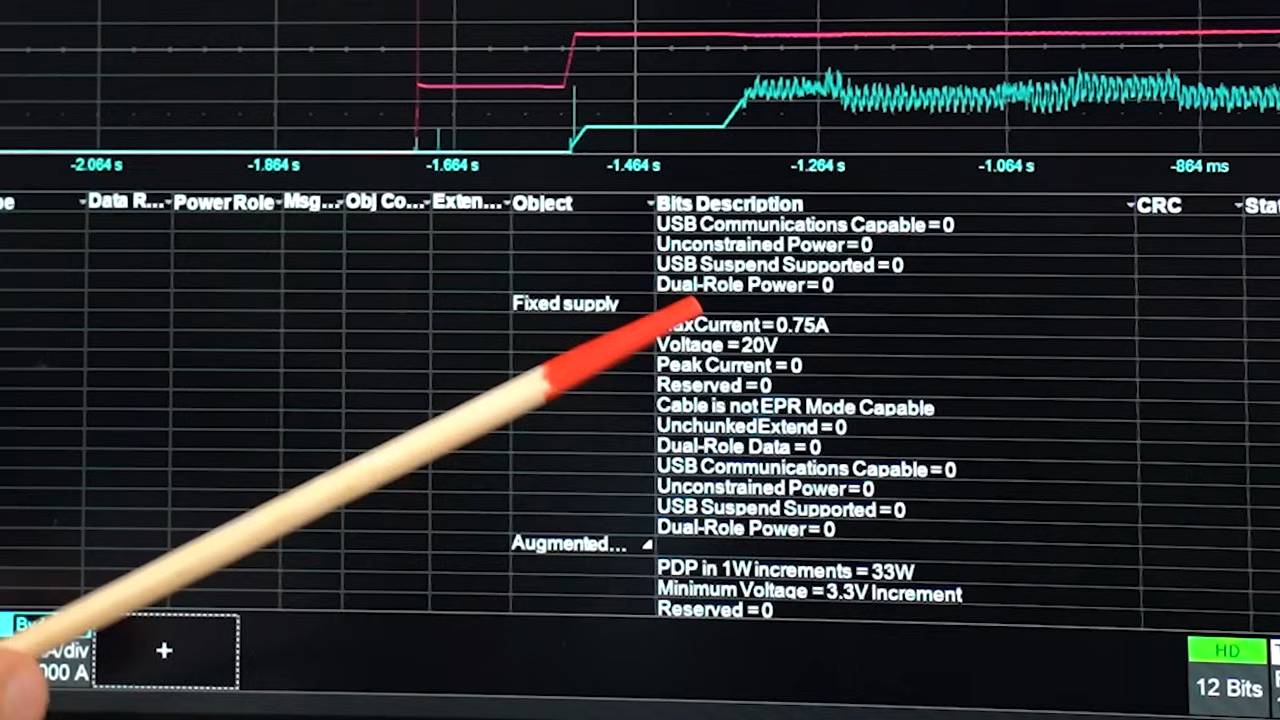 -2.064 s -1.864 s -1.664 s -1.464 s -1.264 s -1.064 s -864 ms
Data R... Power Role Msg... Obj Co... Exten... Object Bits Description CRC
USB Communications Capable = 0
Unconstrained Power = 0
USB Suspend Supported = 0
Dual-Role Power = 0
Fixed supply
MaxCurrent = 0.75A
Voltage = 20V
Peak Current = 0
Reserved = 0
Cable is not EPR Mode Capable
UnchunkedExtend = 0
Dual-Role Data = 0
USB Communications Capable = 0
Unconstrained Power = 0
USB Suspend Supported = 0
Dual-Role Power = 0
Augmented...
PDP in 1W increments = 33W
Minimum Voltage = 3.3V Increment
Reserved = 0
A/div
000 A
+
HD
12 Bits